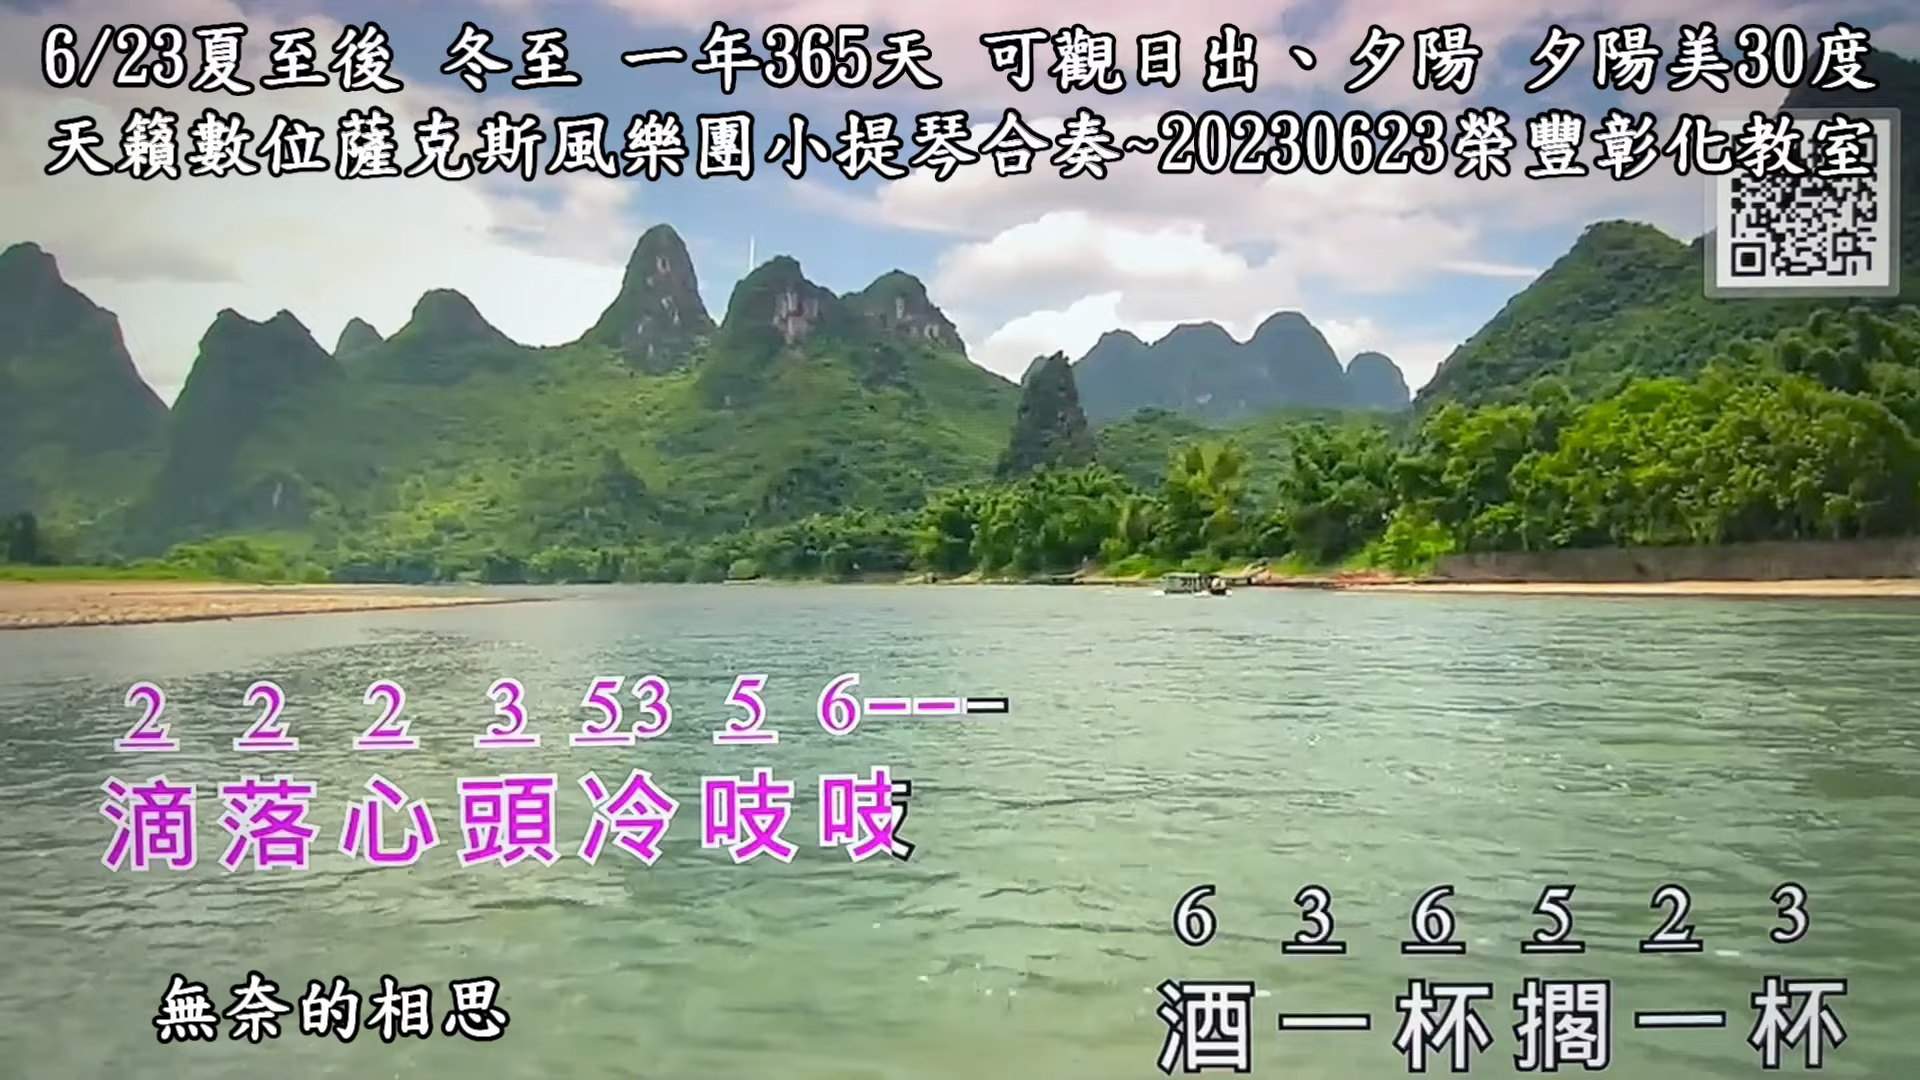 6/23夏至後 冬至 一年365天 可觀日出、夕陽 夕陽美30度
天籟數位薩克斯風樂團小提琴合奏~20230623榮豐彰化教室
2 2 2 3 53 5 6---
滴落心頭冷吱吱
6 3 6 5 2 3
酒一杯擱一杯
無奈的相思